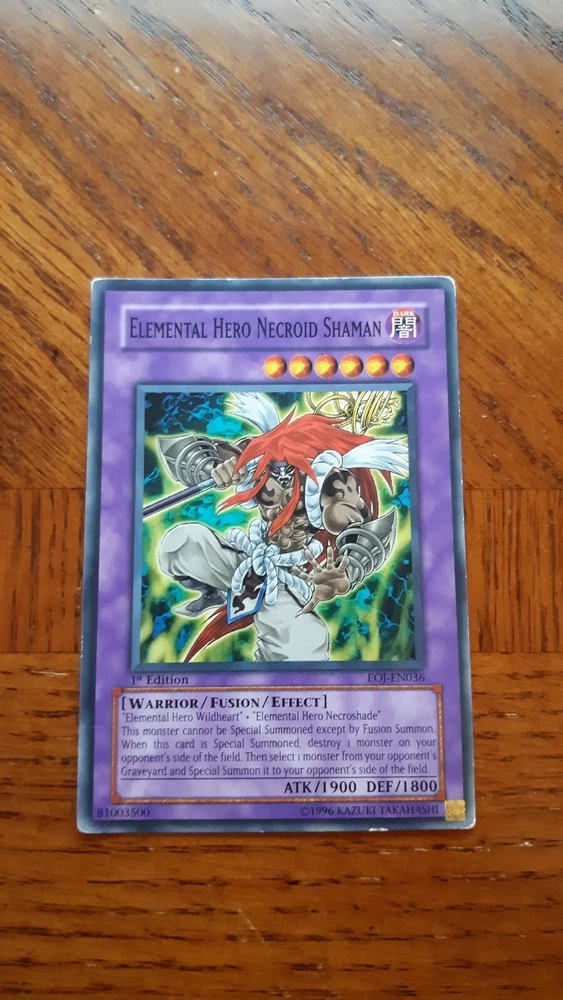 ELEMENTAL HERO NECROID SHAMAN
DARK
闇
1st Edition
EOJ-EN036
[WARRIOR/FUSION/EFFECT]
"Elemental Hero Wildheart" + "Elemental Hero Necroshade"
This monster cannot be Special Summoned except by Fusion Summon.
When this card is Special Summoned, destroy 1 monster on your
opponent's side of the field. Then select 1 monster from your opponent's
Graveyard and Special Summon it to your opponent's side of the field.
ATK/1900 DEF/1800
81003500
©1996 KAZUKI TAKAHASHI